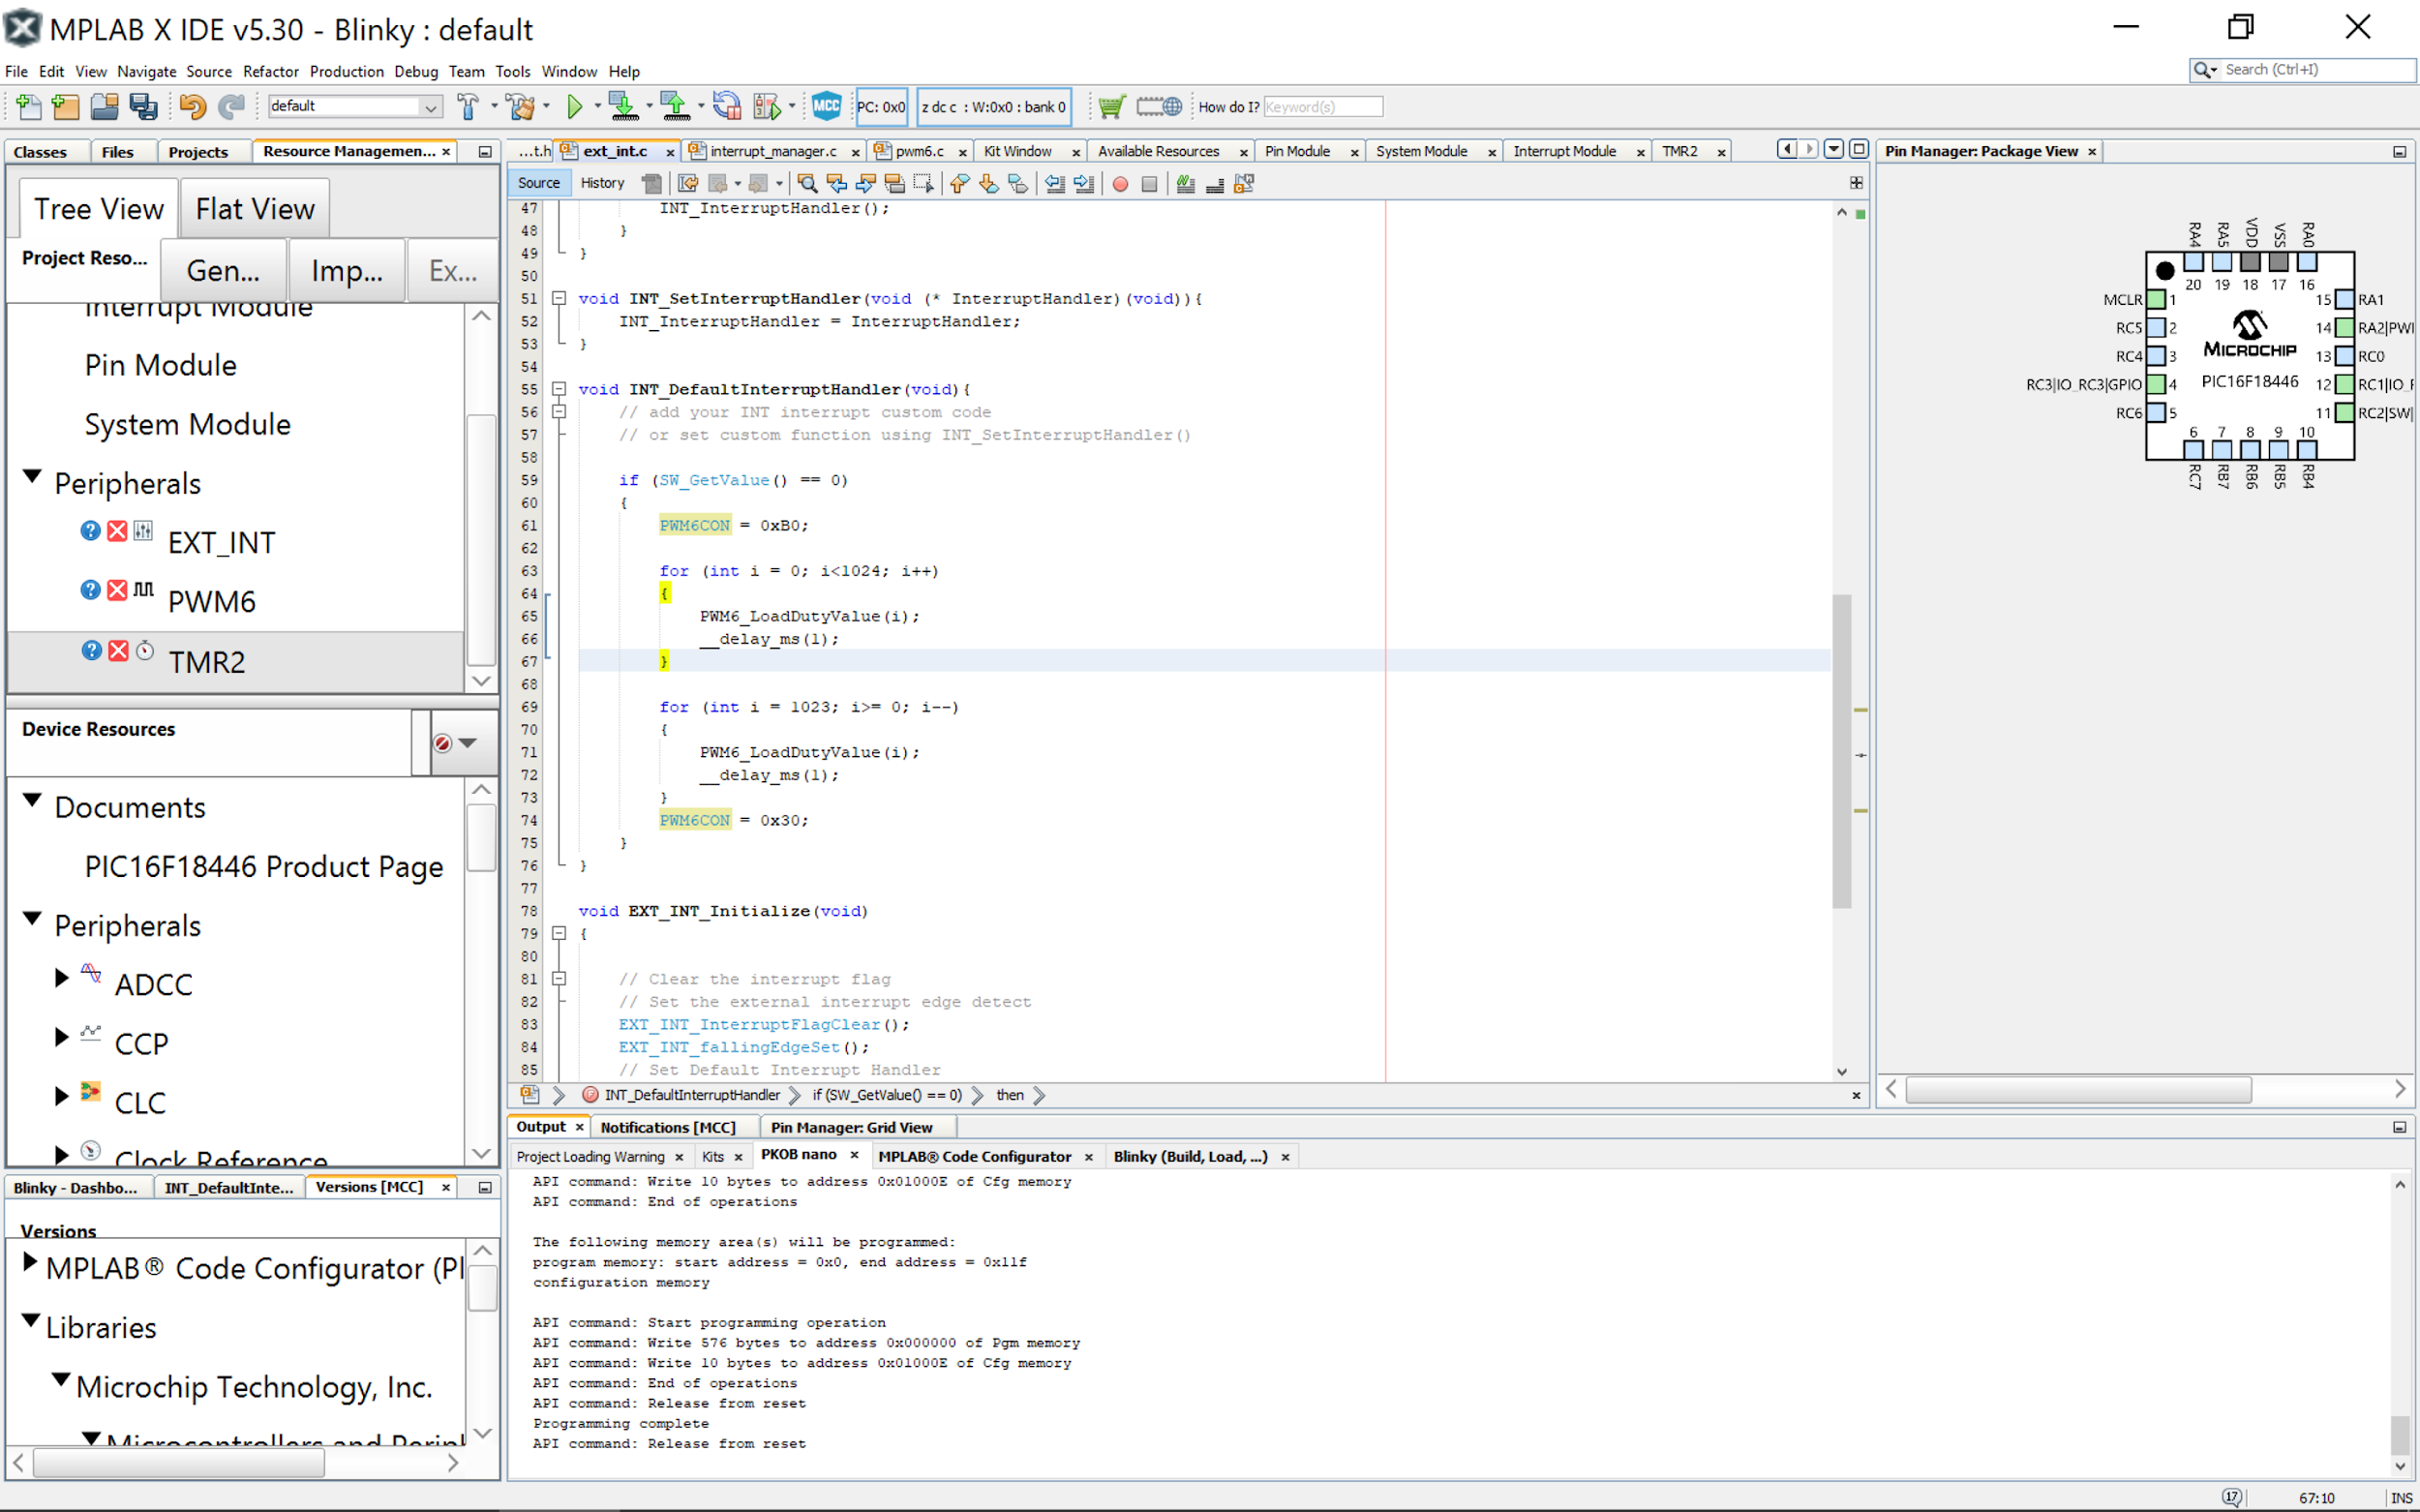 MPLAB X IDE v5.30 - Blinky : default
File Edit View Navigate Source Refactor Production Debug Team Tools Window Help
Search (Ctrl+I)
default
MCC
PC: 0x0
z dc c : W:0x0 : bank 0
How do I?
Keyword(s)
Classes
Files
Projects
Resource Managemen...
Tree View
Flat View
Project Reso...
Gen...
Imp...
Ex...
Interrupt Module
Pin Module
System Module
Peripherals
EXT_INT
PWM6
TMR2
Device Resources
Documents
PIC16F18446 Product Page
Peripherals
ADCC
CCP
CLC
Clock Reference
Blinky - Dashbo...
INT_DefaultInte...
Versions [MCC]
Versions
MPLAB® Code Configurator (Pl
Libraries
Microchip Technology, Inc.
...t.h
ext_int.c
interrupt_manager.c
pwm6.c
Kit Window
Available Resources
Pin Module
System Module
Interrupt Module
TMR2
Source
History
47 INT_InterruptHandler();
48 }
49 }
50
51 void INT_SetInterruptHandler(void (* InterruptHandler)(void)){
52 INT_InterruptHandler = InterruptHandler;
53 }
54
55 void INT_DefaultInterruptHandler(void){
56 // add your INT interrupt custom code
57 // or set custom function using INT_SetInterruptHandler()
58
59 if (SW_GetValue() == 0)
60 {
61 PWM6CON = 0xB0;
62
63 for (int i = 0; i<1024; i++)
64 {
65 PWM6_LoadDutyValue(i);
66 __delay_ms(1);
67 }
68
69 for (int i = 1023; i>= 0; i--)
70 {
71 PWM6_LoadDutyValue(i);
72 __delay_ms(1);
73 }
74 PWM6CON = 0x30;
75 }
76 }
77
78 void EXT_INT_Initialize(void)
79 {
80
81 // Clear the interrupt flag
82 // Set the external interrupt edge detect
83 EXT_INT_InterruptFlagClear();
84 EXT_INT_fallingEdgeSet();
85 // Set Default Interrupt Handler
INT_DefaultInterruptHandler
if (SW_GetValue() == 0)
then
Output
Notifications [MCC]
Pin Manager: Grid View
Project Loading Warning
Kits
PKOB nano
MPLAB® Code Configurator
Blinky (Build, Load, ...)
API command: Write 10 bytes to address 0x01000E of Cfg memory
API command: End of operations
The following memory area(s) will be programmed:
program memory: start address = 0x0, end address = 0x11f
configuration memory
API command: Start programming operation
API command: Write 576 bytes to address 0x000000 of Pgm memory
API command: Write 10 bytes to address 0x01000E of Cfg memory
API command: End of operations
API command: Release from reset
Programming complete
API command: Release from reset
Pin Manager: Package View
RA4 RA5 VDD VSS RA0
20 19 18 17 16
MCLR 1
15 RA1
RC5 2
14 RA2|PW
RC4 3
13 RC0
RC3|IO_RC3|GPIO 4
12 RC1|IO_
RC6 5
11 RC2|SW|
MICROCHIP
PIC16F18446
6 7 8 9 10
RC7 RB7 RB6 RB5 RB4
17
67:10
INS